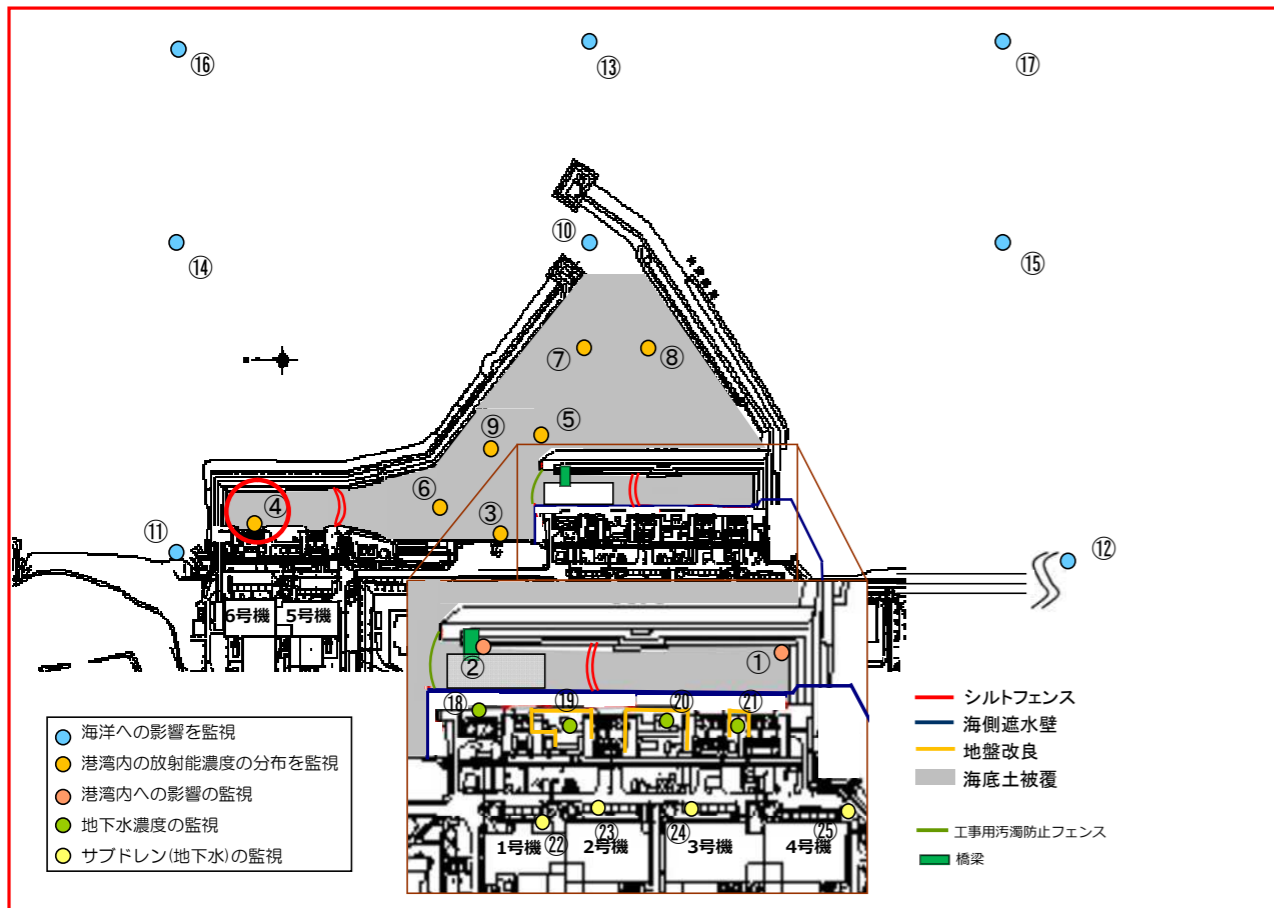 ⑯
⑬
⑰
⑩
⑭
⑮
⑦
⑧
⑤
⑨
⑥
④
③
⑪
⑫
6号機
5号機
①
②
⑱
⑲
⑳
㉑
㉒
㉓
㉔
㉕
1号機
2号機
3号機
4号機
海洋への影響を監視
港湾内の放射能濃度の分布を監視
港湾内への影響の監視
地下水濃度の監視
サブドレン(地下水)の監視
シルトフェンス
海側遮水壁
地盤改良
海底土被覆
工事用汚濁防止フェンス
橋梁